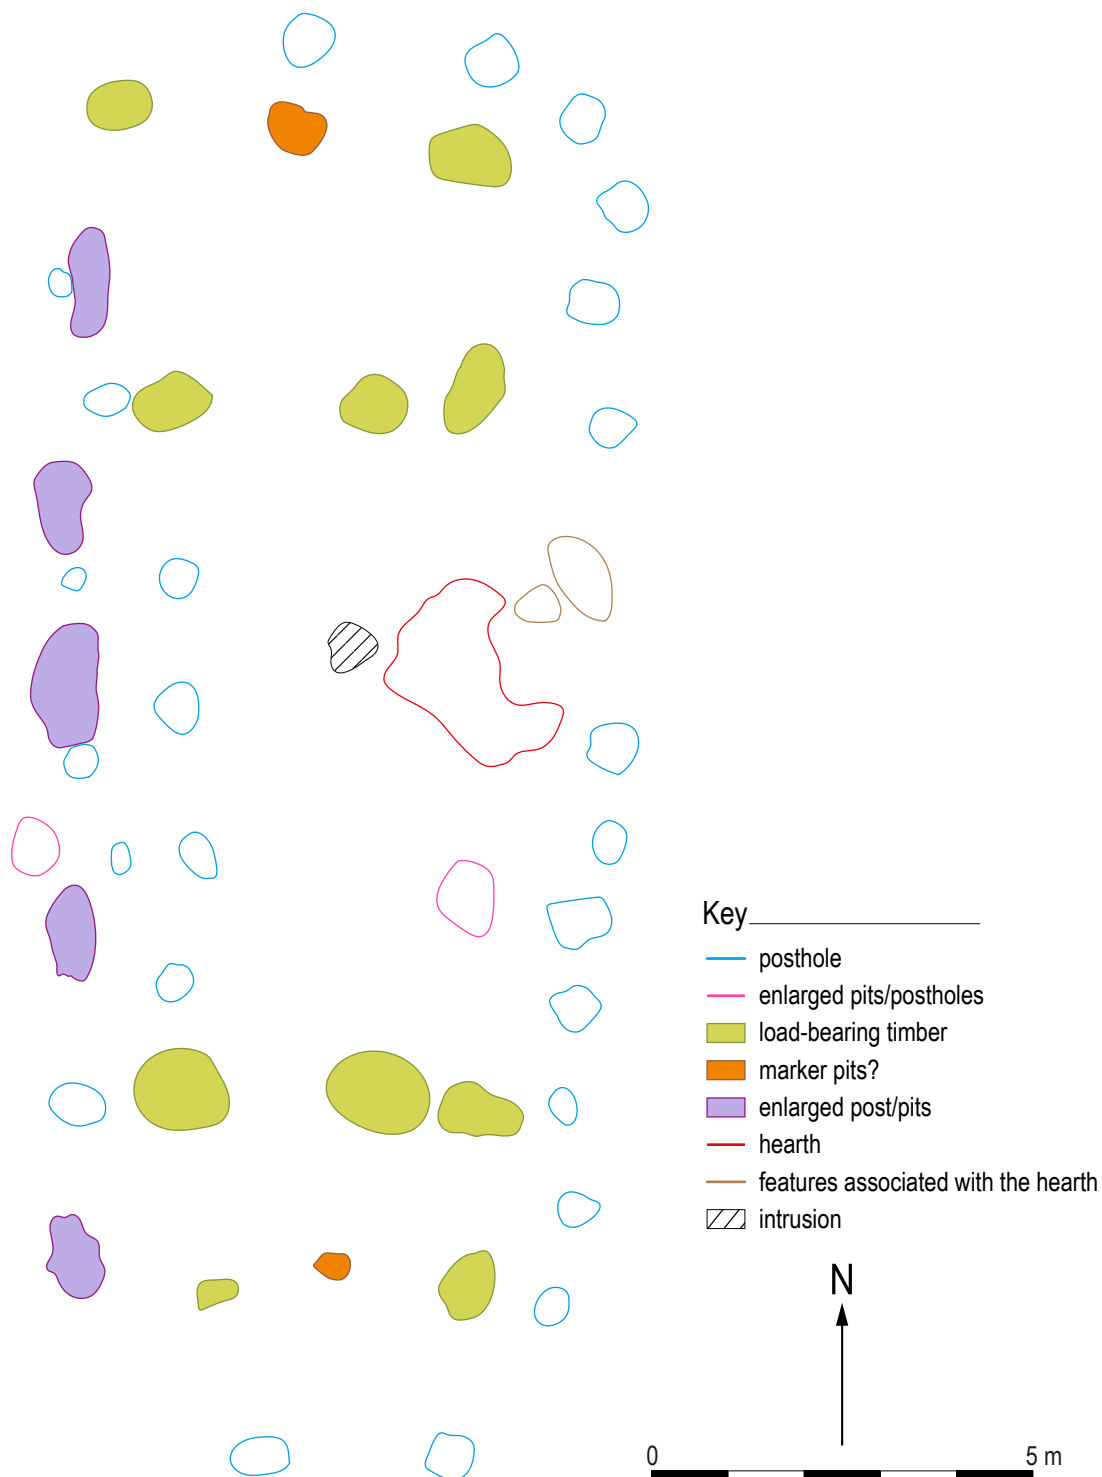 Key
posthole
enlarged pits/postholes
load-bearing timber
marker pits?
enlarged post/pits
hearth
features associated with the hearth
intrusion
N
0 5 m